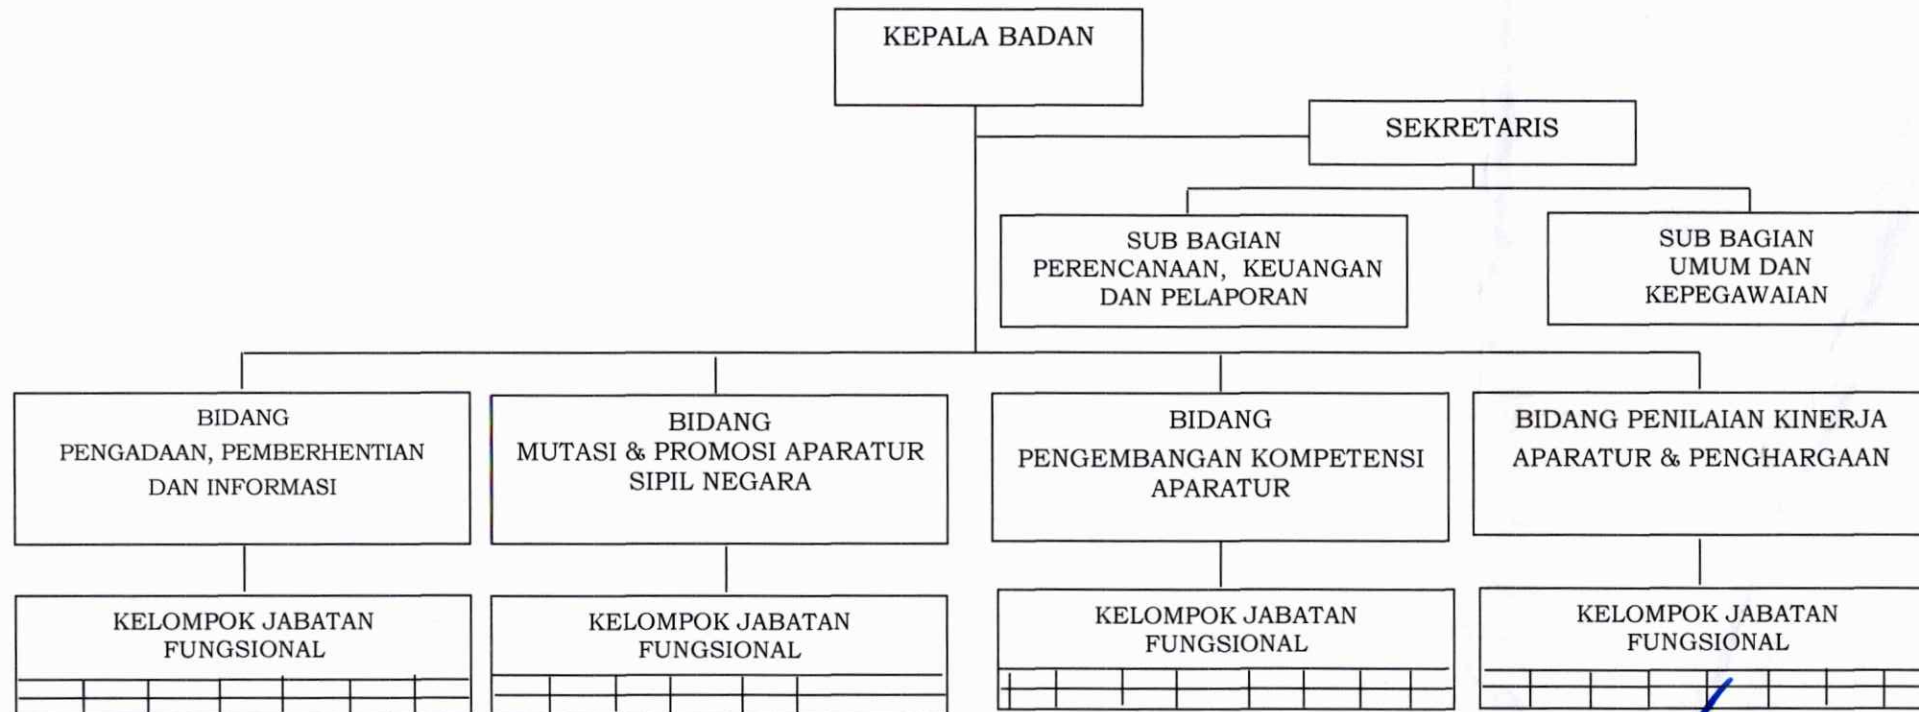 KEPALA BADAN
SEKRETARIS
SUB BAGIAN
PERENCANAAN, KEUANGAN
DAN PELAPORAN
SUB BAGIAN
UMUM DAN
KEPEGAWAIAN
BIDANG
PENGADAAN, PEMBERHENTIAN
DAN INFORMASI
BIDANG
MUTASI & PROMOSI APARATUR
SIPIL NEGARA
BIDANG
PENGEMBANGAN KOMPETENSI
APARATUR
BIDANG PENILAIAN KINERJA
APARATUR & PENGHARGAAN
KELOMPOK JABATAN
FUNGSIONAL
KELOMPOK JABATAN
FUNGSIONAL
KELOMPOK JABATAN
FUNGSIONAL
KELOMPOK JABATAN
FUNGSIONAL